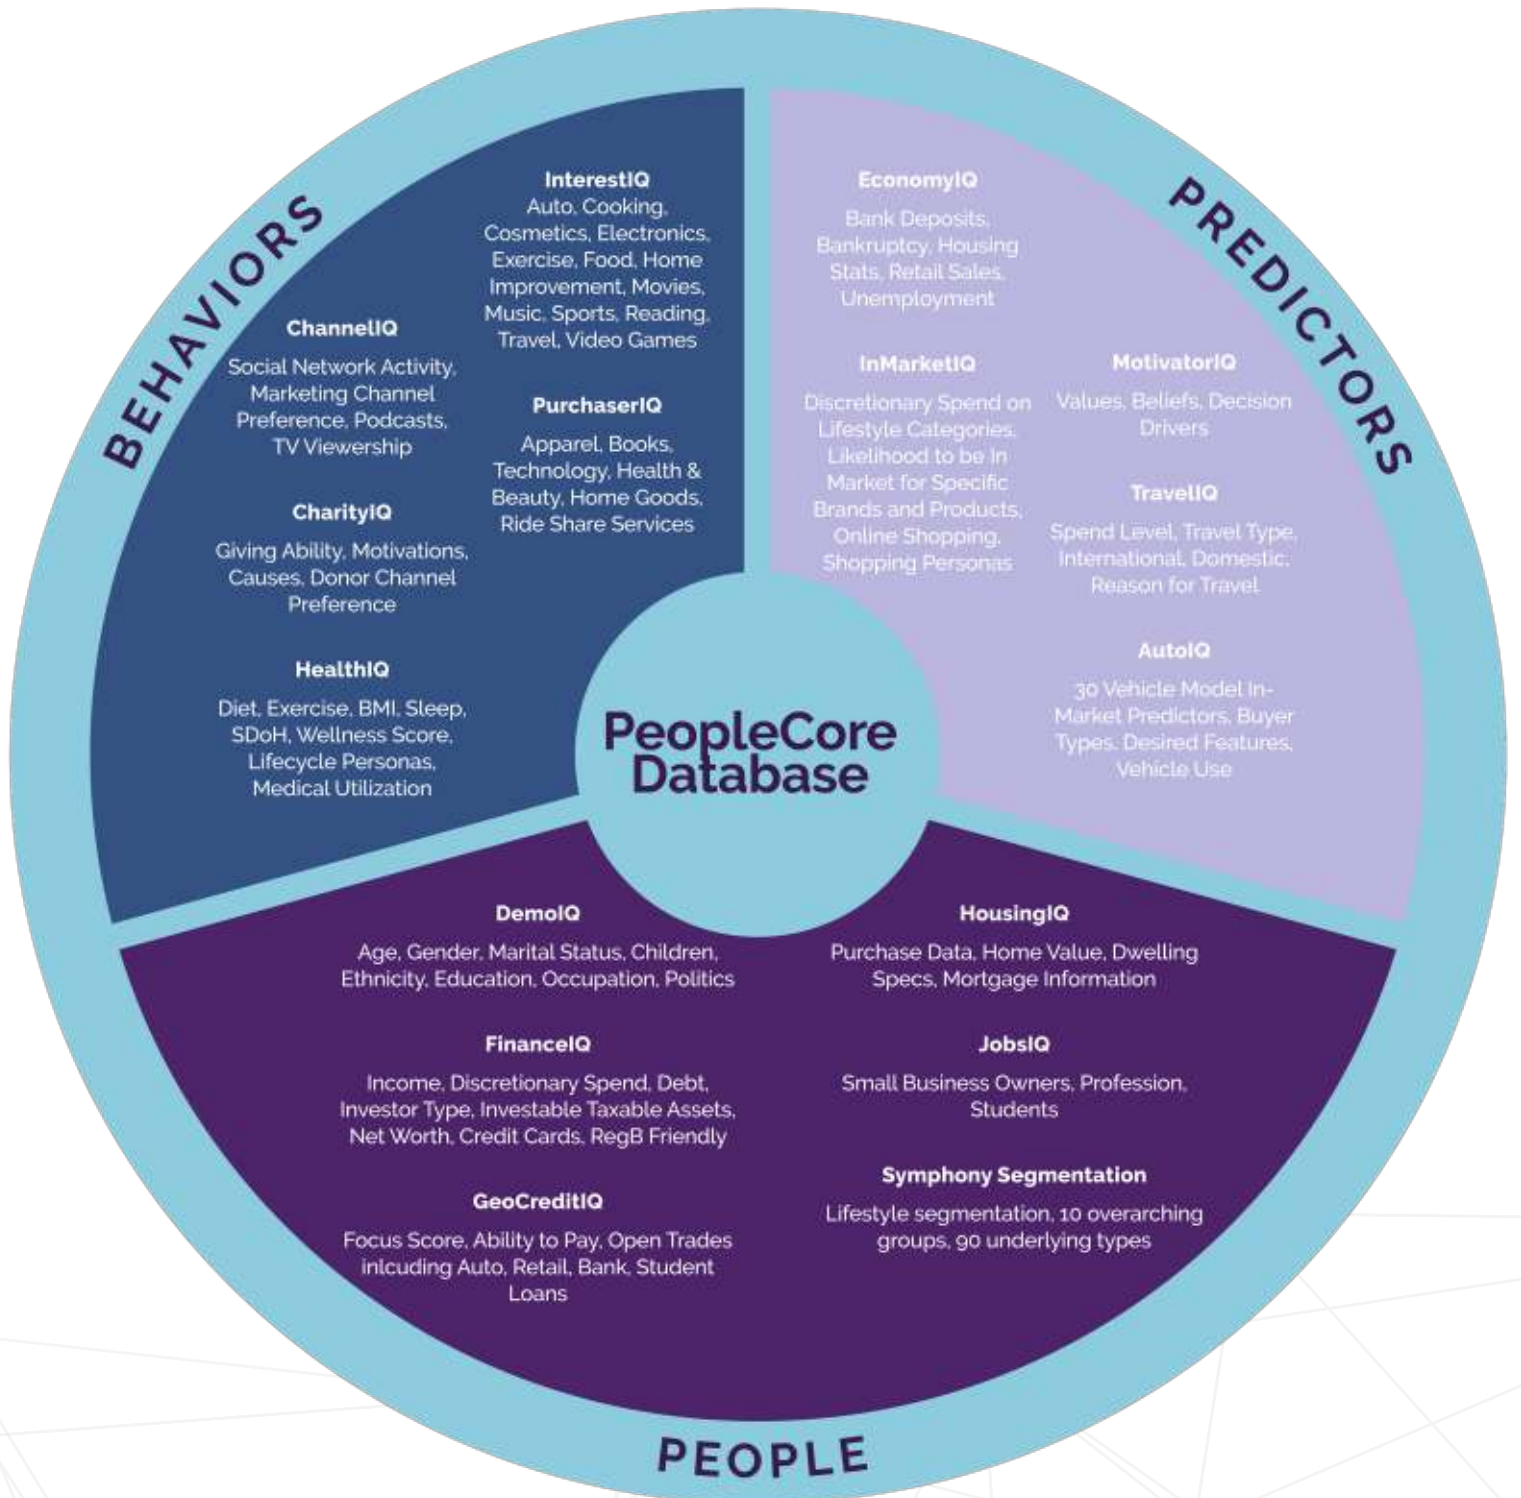 BEHAVIORS
InterestIQ
Auto, Cooking,
Cosmetics, Electronics,
Exercise, Food, Home
Improvement, Movies,
Music, Sports, Reading,
Travel, Video Games
ChannelIQ
Social Network Activity,
Marketing Channel
Preference, Podcasts,
TV Viewership
PurchaserIQ
Apparel, Books,
Technology, Health &
Beauty, Home Goods,
Ride Share Services
CharityIQ
Giving Ability, Motivations,
Causes, Donor Channel
Preference
HealthIQ
Diet, Exercise, BMI, Sleep,
SDoH, Wellness Score,
Lifecycle Personas,
Medical Utilization
PREDICTORS
EconomyIQ
Bank Deposits,
Bankruptcy, Housing
Stats, Retail Sales,
Unemployment
InMarketIQ
Discretionary Spend on
Lifestyle Categories,
Likelihood to be In
Market for Specific
Brands and Products,
Online Shopping,
Shopping Personas
MotivatorIQ
Values, Beliefs, Decision
Drivers
TravelIQ
Spend Level, Travel Type,
International, Domestic,
Reason for Travel
AutoIQ
30 Vehicle Model In-
Market Predictors, Buyer
Types, Desired Features,
Vehicle Use
PeopleCore
Database
DemoIQ
Age, Gender, Marital Status, Children,
Ethnicity, Education, Occupation, Politics
FinanceIQ
Income, Discretionary Spend, Debt,
Investor Type, Investable Taxable Assets,
Net Worth, Credit Cards, RegB Friendly
GeoCreditIQ
Focus Score, Ability to Pay, Open Trades
inlcuding Auto, Retail, Bank, Student
Loans
HousingIQ
Purchase Data, Home Value, Dwelling
Specs, Mortgage Information
JobsIQ
Small Business Owners, Profession,
Students
Symphony Segmentation
Lifestyle segmentation, 10 overarching
groups, 90 underlying types
PEOPLE